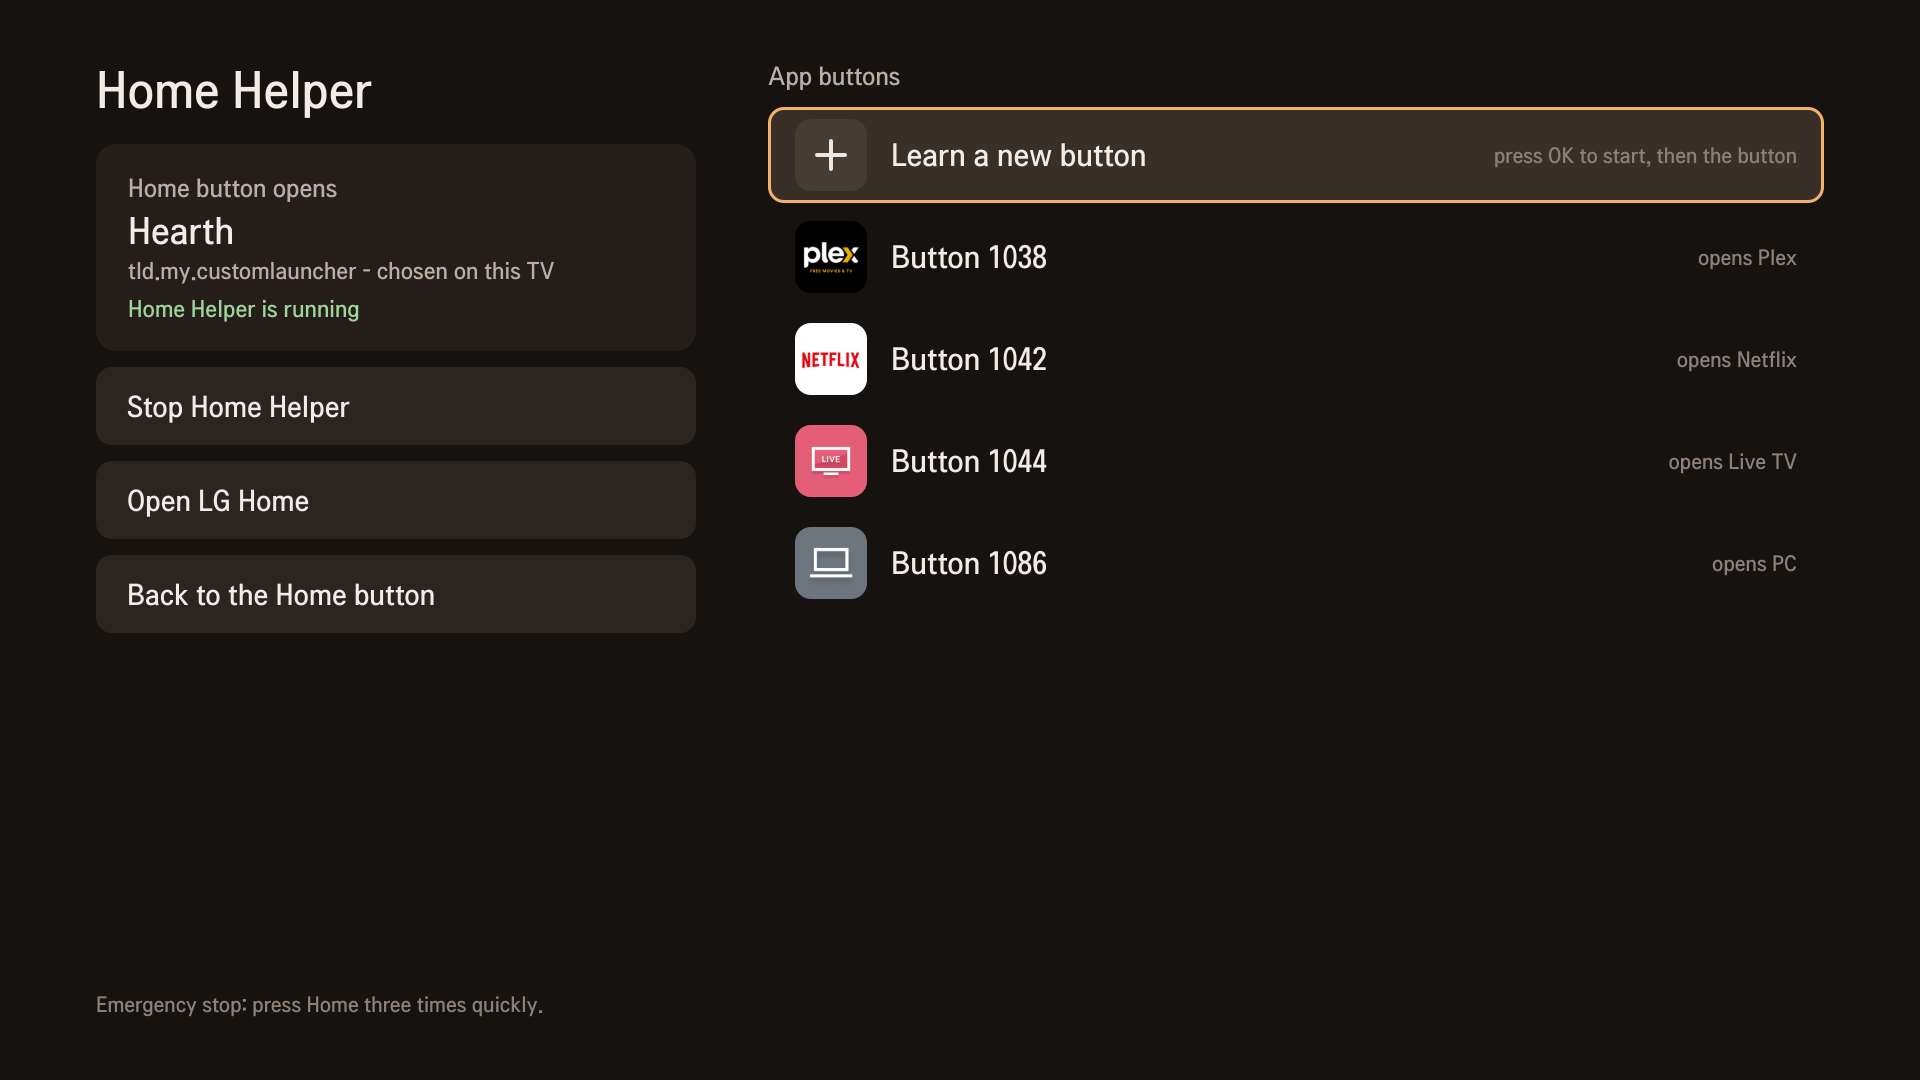 Home Helper
Home button opens
Hearth
tld.my.customlauncher - chosen on this TV
Home Helper is running
Stop Home Helper
Open LG Home
Back to the Home button
App buttons
Learn a new button
press OK to start, then the button
plex
FREE MOVIES & TV
Button 1038
opens Plex
NETFLIX
Button 1042
opens Netflix
LIVE
Button 1044
opens Live TV
Button 1086
opens PC
Emergency stop: press Home three times quickly.